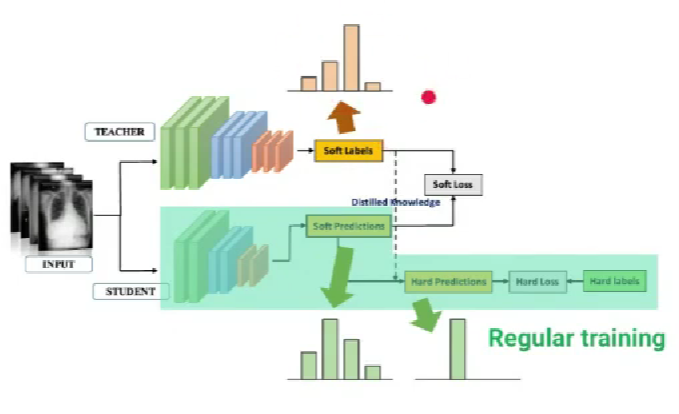 TEACHER
Soft Labels
Soft Loss
Distilled Knowledge
Soft Predictions
INPUT
STUDENT
Hard Predictions
Hard Loss
Hard labels
Regular training